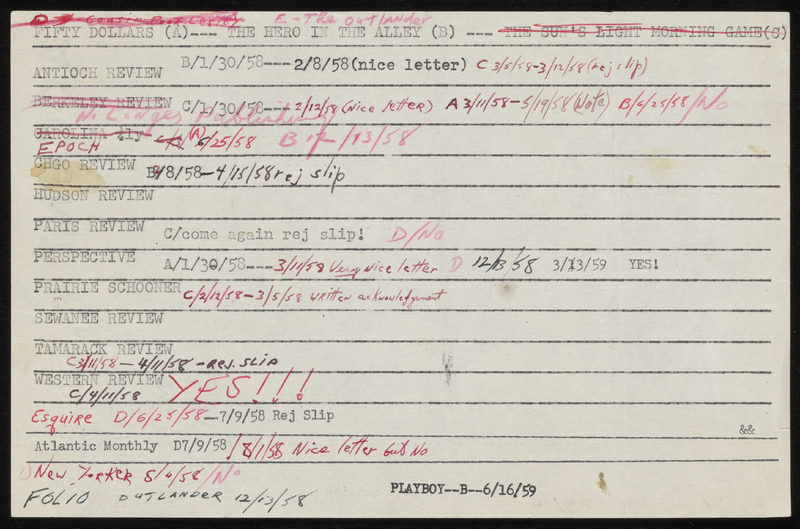 D - Cousin Poor Lesley E - THE OUTLANDER
FIFTY DOLLARS (A)--- THE HERO IN THE ALLEY (B) --- THE SUN'S LIGHT MORNING GAME(C)
ANTIOCH REVIEW B/1/30/58---2/8/58(nice letter) C 3/5/58-3/12/58(rej slip)
BERKELEY REVIEW C/1/30/58---2/12/58 (Nice letter) A 3/11/58-5/19/58 (Note) B/6/25/58/No
No Longer Publishing
CAROLINA qly
EPOCH (A) 6/25/58 B 12/13/58
CHGO REVIEW B/8/58-4/15/58 rej slip
HUDSON REVIEW
PARIS REVIEW C/come again rej slip! D/No
PERSPECTIVE A/1/30/58---3/11/58 Very Nice letter D 12/13/58 3/13/59 YES!
PRAIRIE SCHOONER C/2/12/58-3/5/58 written acknowledgement
SEWANEE REVIEW
TAMARACK REVIEW
C3/11/58 - 4/11/58 - Rej. SLIP
WESTERN REVIEW YES!!!
C/4/11/58
Esquire D/6/25/58-7/9/58 Rej Slip
&&
Atlantic Monthly D7/9/58/8/1/58 Nice letter but No
D New Yorker 8/4/58/No
FOLIO OUTLANDER 12/13/58 PLAYBOY--B--6/16/59